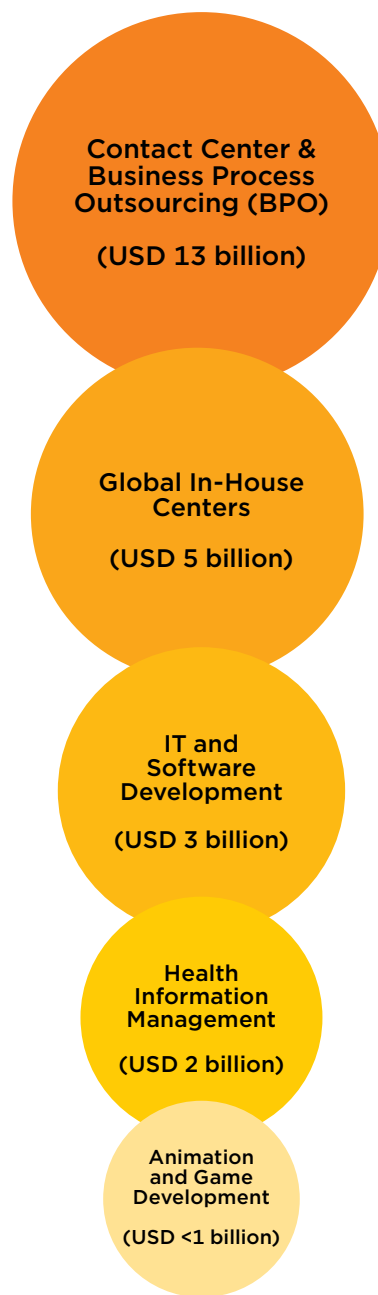 Contact Center &
Business Process
Outsourcing (BPO)
(USD 13 billion)
Global In-House
Centers
(USD 5 billion)
IT and
Software
Development
(USD 3 billion)
Health
Information
Management
(USD 2 billion)
Animation
and Game
Development
(USD <1 billion)